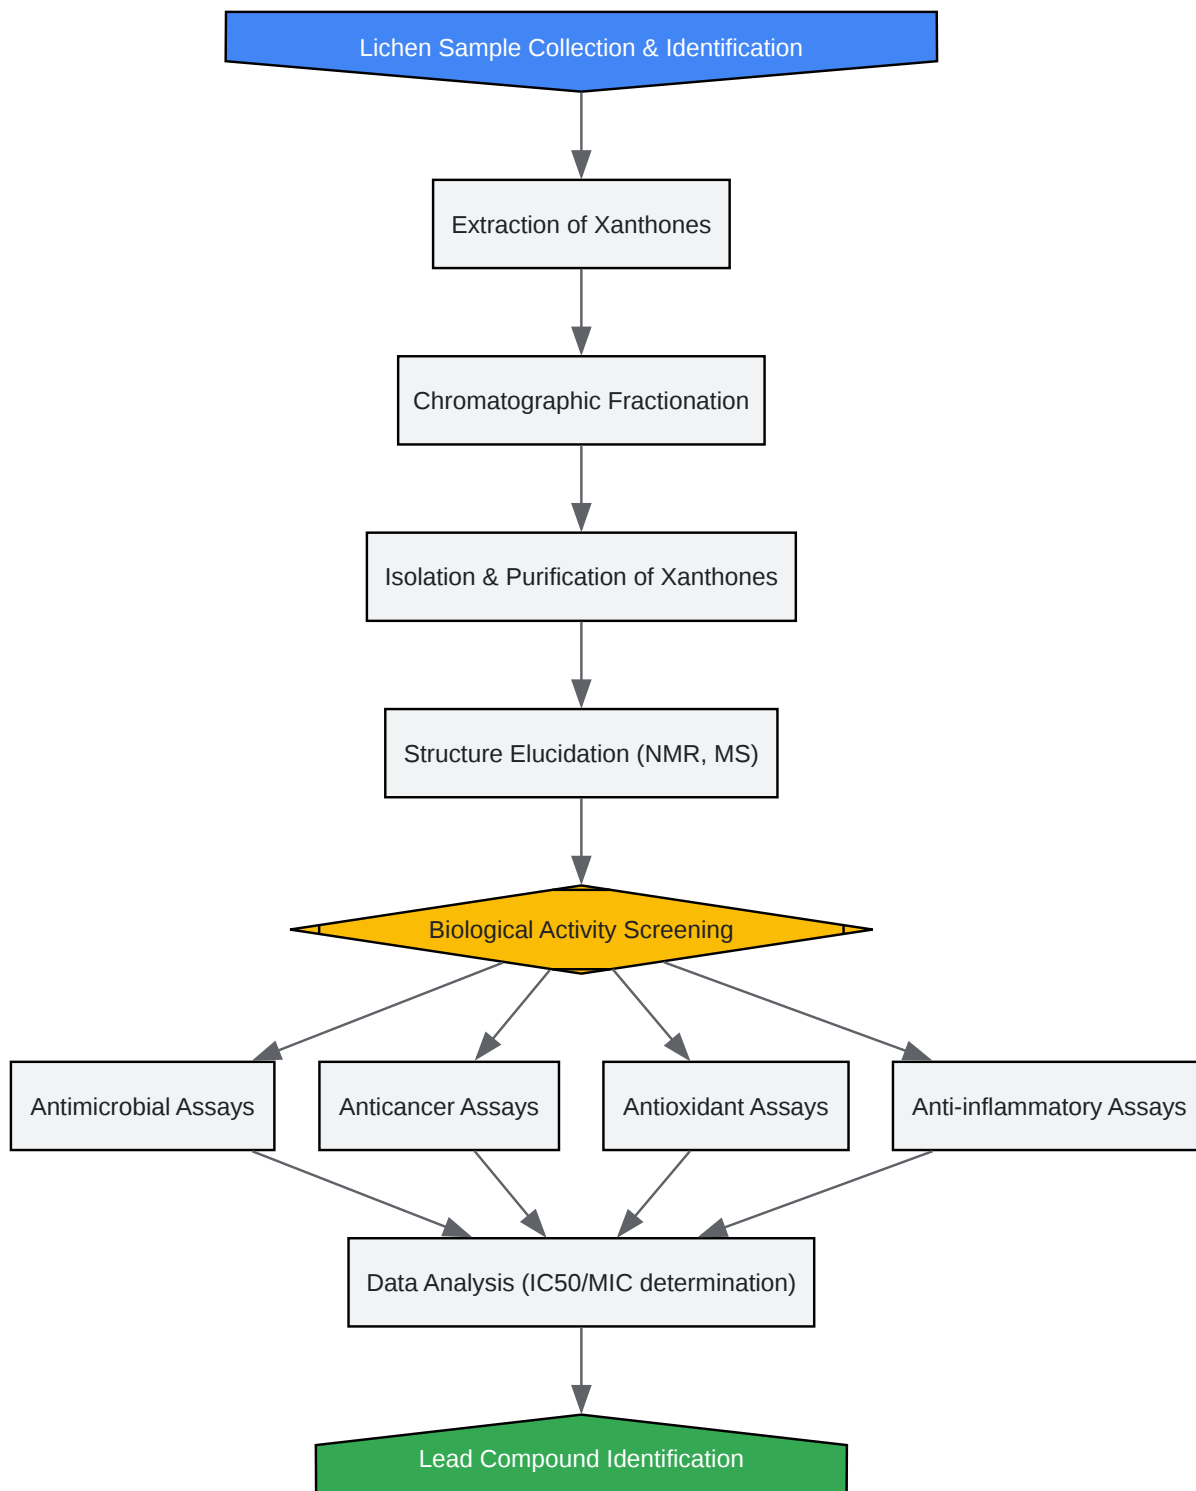 Lichen Sample Collection & Identification
Extraction of Xanthones
Chromatographic Fractionation
Isolation & Purification of Xanthones
Structure Elucidation (NMR, MS)
Biological Activity Screening
Antimicrobial Assays
Anticancer Assays
Antioxidant Assays
Anti-inflammatory Assays
Data Analysis (IC50/MIC determination)
Lead Compound Identification